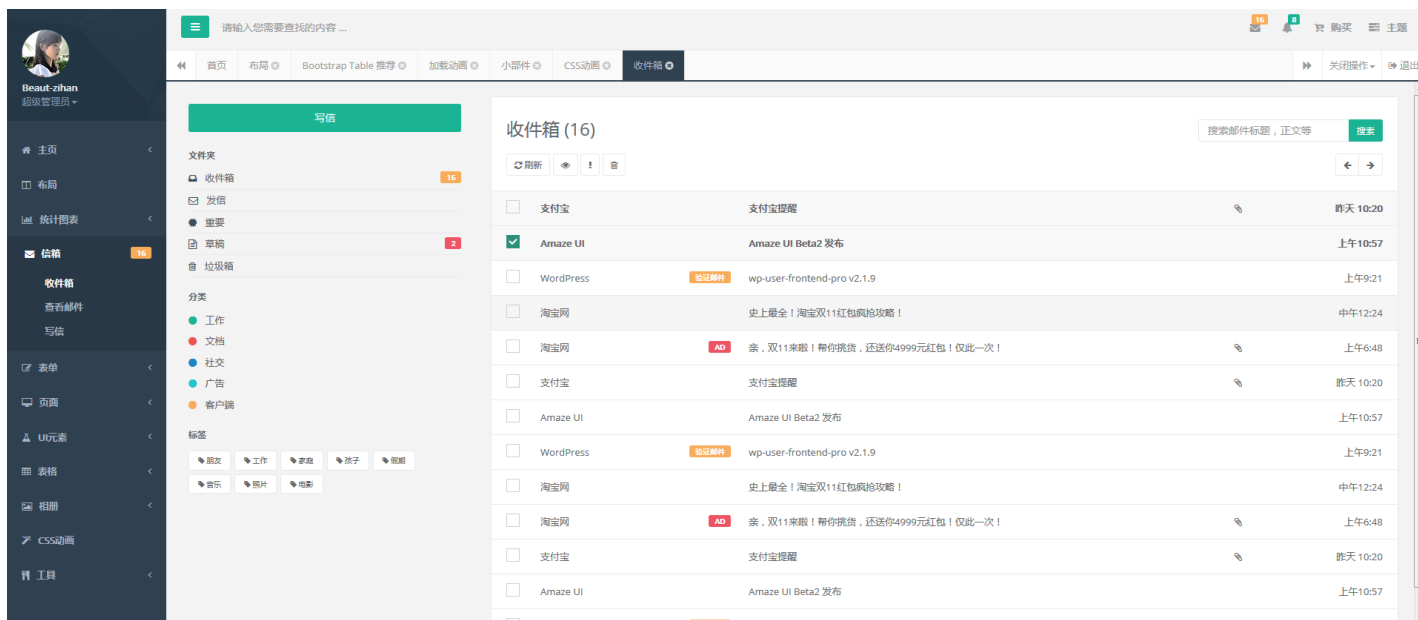 请输入您需要查找的内容 ...
16
8
购买
主题
首页 布局 Bootstrap Table 推荐 加载动画 小部件 CSS动画 收件箱 关闭操作 退出
Beaut-zihan
超级管理员
主页
布局
统计图表
信箱 16
收件箱
查看邮件
写信
表单
页面
UI元素
表格
相册
CSS动画
工具
写信
文件夹
收件箱 16
发信
重要
草稿 2
垃圾箱
分类
工作
文档
社交
广告
客户端
标签
朋友 工作 家庭 孩子 假期
音乐 照片 电影
收件箱 (16)
搜索邮件标题，正文等 搜索
刷新
支付宝 支付宝提醒 昨天 10:20
Amaze UI Amaze UI Beta2 发布 上午10:57
WordPress 验证邮件 wp-user-frontend-pro v2.1.9 上午9:21
淘宝网 史上最全！淘宝双11红包疯抢攻略！ 中午12:24
淘宝网 AD 亲，双11来啦！帮你挑货，还送你4999元红包！仅此一次！ 上午6:48
支付宝 支付宝提醒 昨天 10:20
Amaze UI Amaze UI Beta2 发布 上午10:57
WordPress 验证邮件 wp-user-frontend-pro v2.1.9 上午9:21
淘宝网 史上最全！淘宝双11红包疯抢攻略！ 中午12:24
淘宝网 AD 亲，双11来啦！帮你挑货，还送你4999元红包！仅此一次！ 上午6:48
支付宝 支付宝提醒 昨天 10:20
Amaze UI Amaze UI Beta2 发布 上午10:57